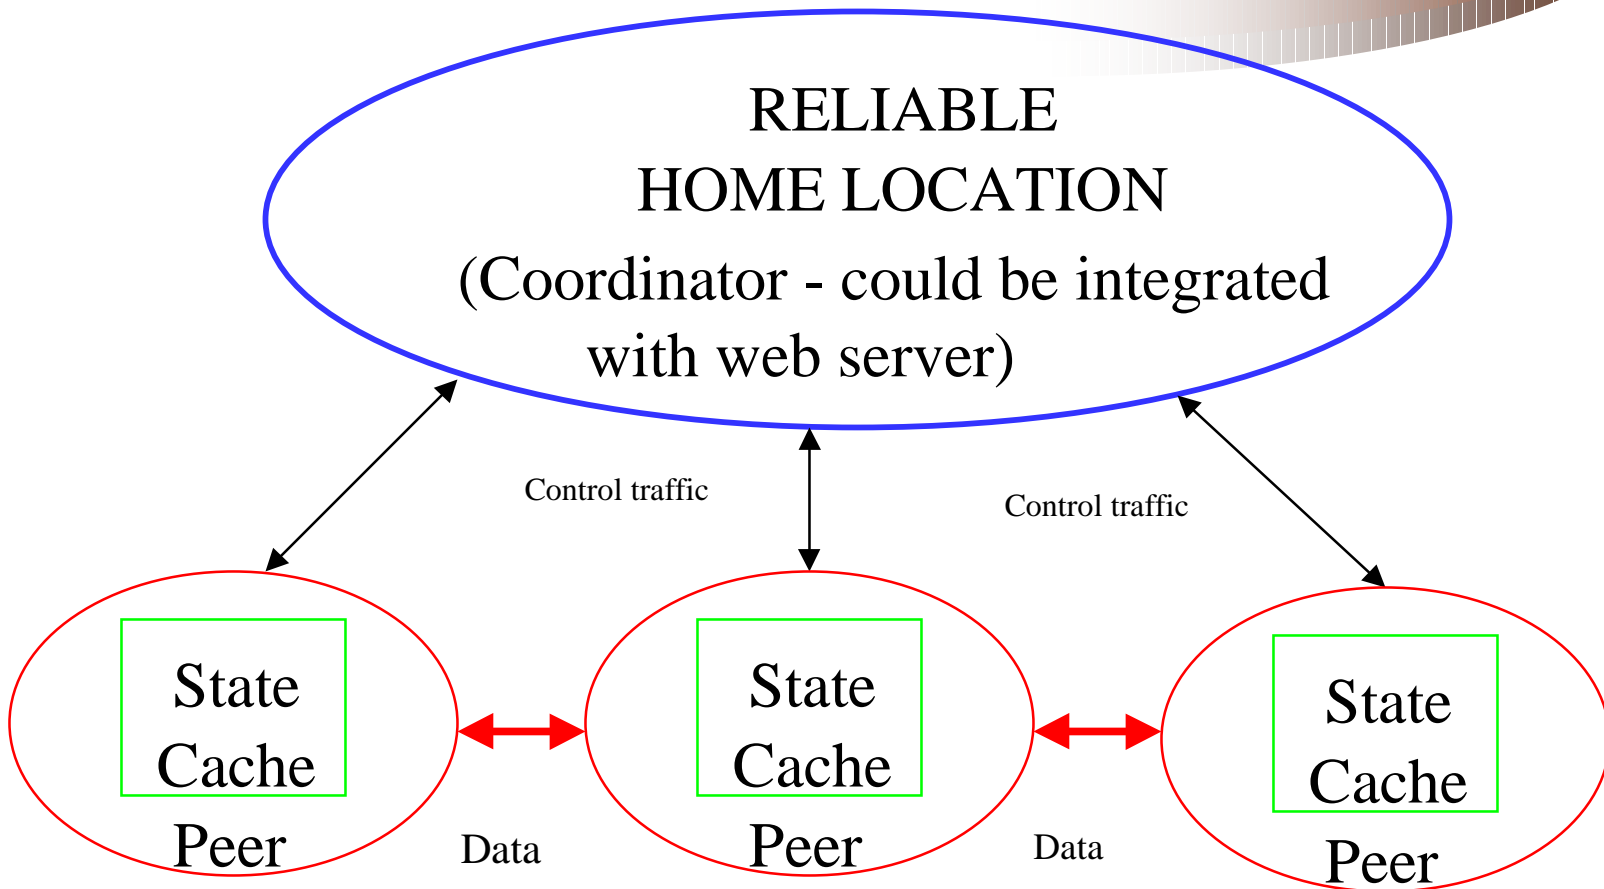 RELIABLE
HOME LOCATION
(Coordinator - could be integrated
with web server)
Control traffic
Control traffic
State
Cache
Peer
Data
State
Cache
Peer
Data
State
Cache
Peer